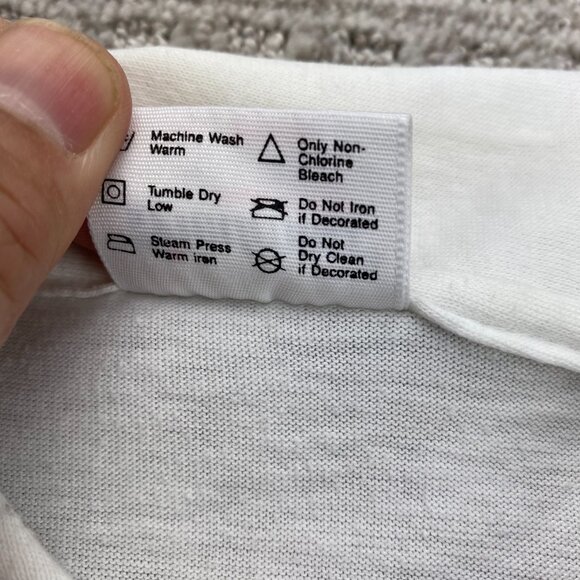 Machine Wash
Warm
Only Non-
Chlorine
Bleach
Tumble Dry
Low
Do Not Iron
if Decorated
Steam Press
Warm iron
Do Not
Dry Clean
if Decorated